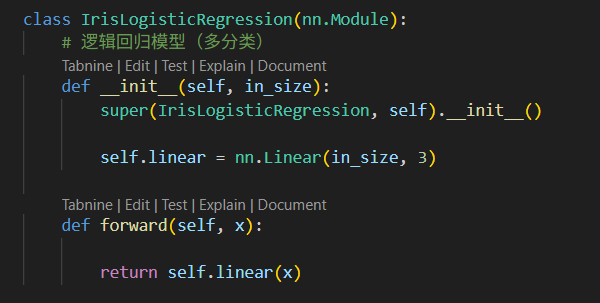 class IrisLogisticRegression(nn.Module):
# 逻辑回归模型（多分类）
Tabnine | Edit | Test | Explain | Document
def __init__(self, in_size):
super(IrisLogisticRegression, self).__init__()
self.linear = nn.Linear(in_size, 3)
Tabnine | Edit | Test | Explain | Document
def forward(self, x):
return self.linear(x)